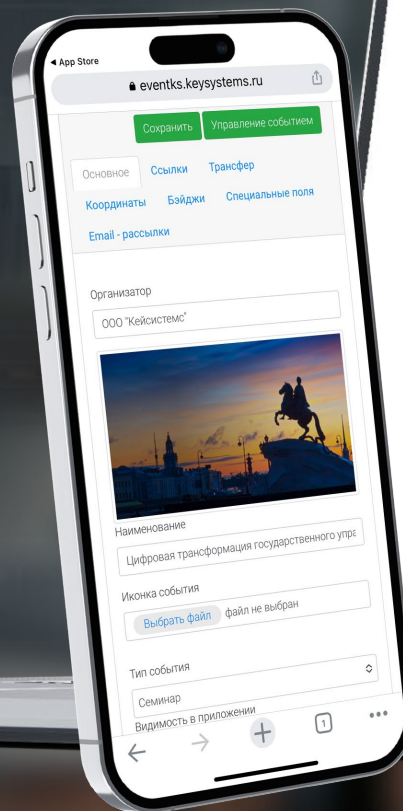 App Store
eventks.keysystems.ru
Сохранить Управление событием
Основное Ссылки Трансфер
Координаты Бэйджи Специальные поля
Email - рассылки
Организатор
ООО "Кейсистемс"
Наименование
Цифровая трансформация государственного упра
Иконка события
Выбрать файл файл не выбран
Тип события
Семинар
Видимость в приложении
1